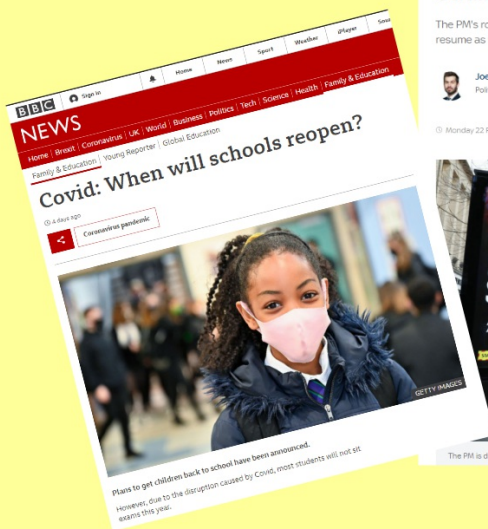 BBC Sign in Home News Sport Weather iPlayer
NEWS
Home Brexit Coronavirus UK World Business Politics Tech Science Health Family & Education
Family & Education Young Reporter Global Education
Covid: When will schools reopen?
4 days ago
Coronavirus pandemic
GETTY IMAGES
Plans to get children back to school have been announced.
However, due to the disruption caused by Covid, most students will not sit
exams this year.
The PM's
resume as
Joe
Monday 22
The PM is